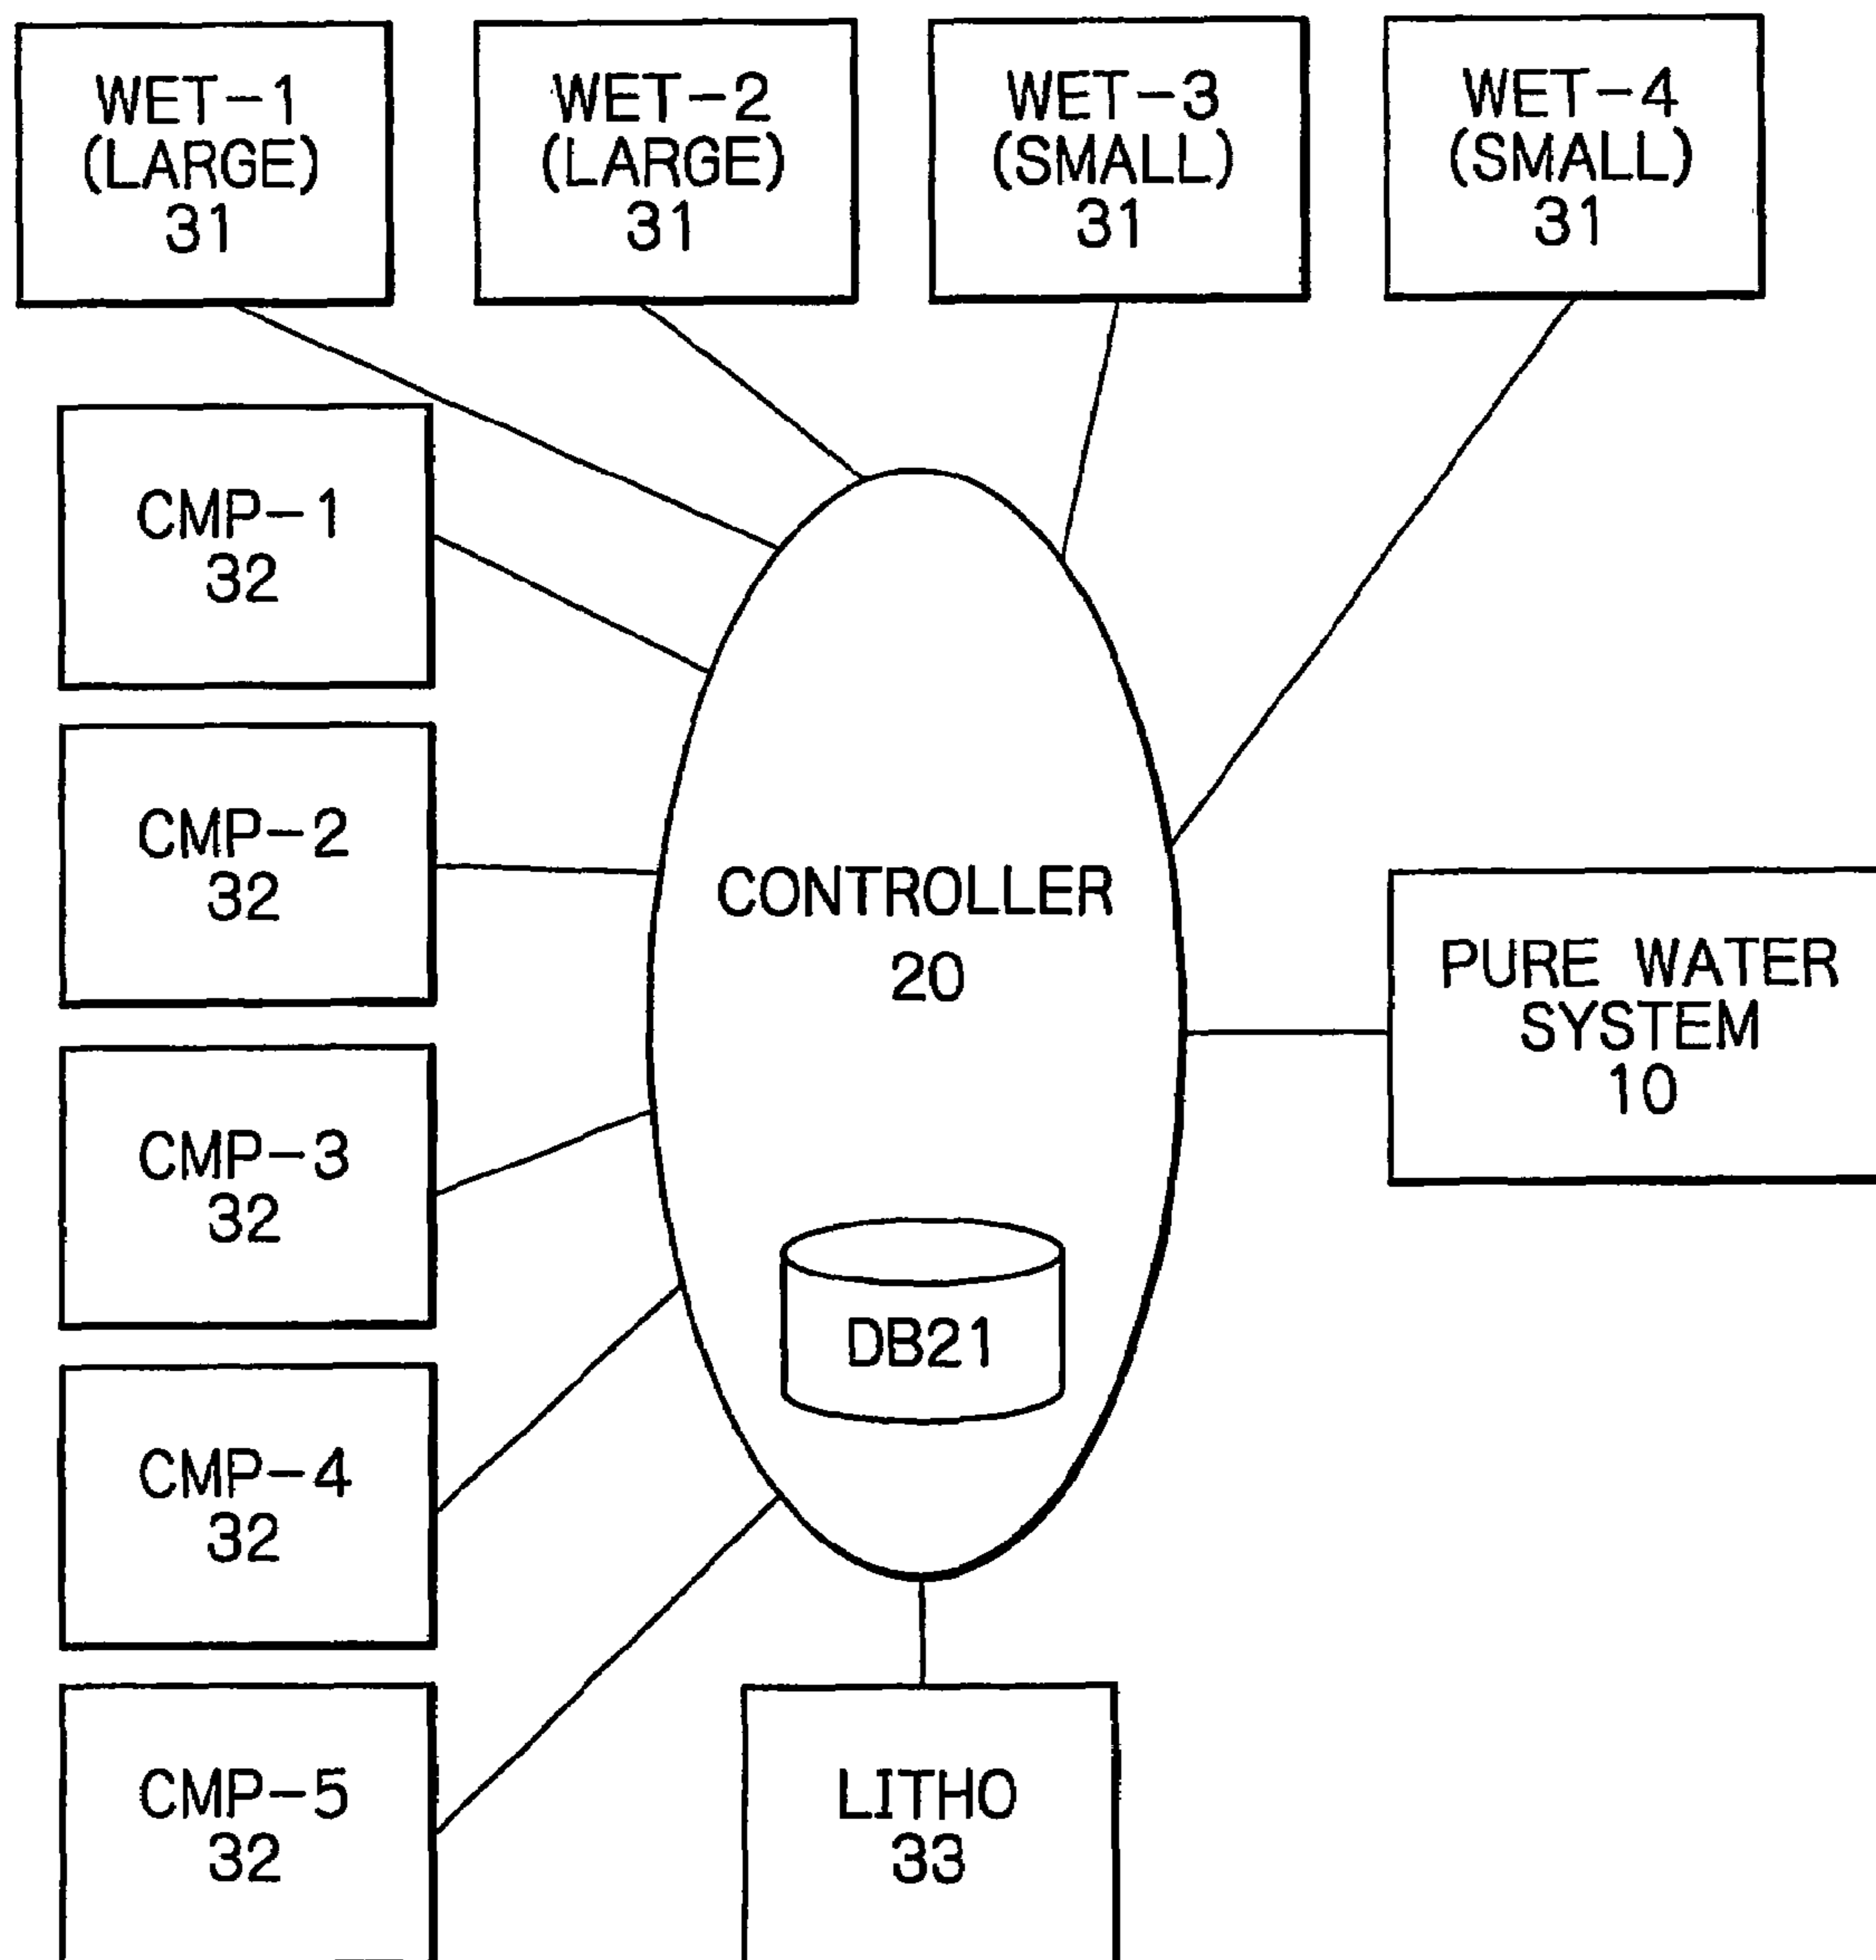 WET-1
(LARGE)
31
WET-2
(LARGE)
31
WET-3
(SMALL)
31
WET-4
(SMALL)
31
CMP-1
32
CMP-2
32
CMP-3
32
CMP-4
32
CMP-5
32
CONTROLLER
20
DB21
PURE WATER
SYSTEM
10
LITHO
33